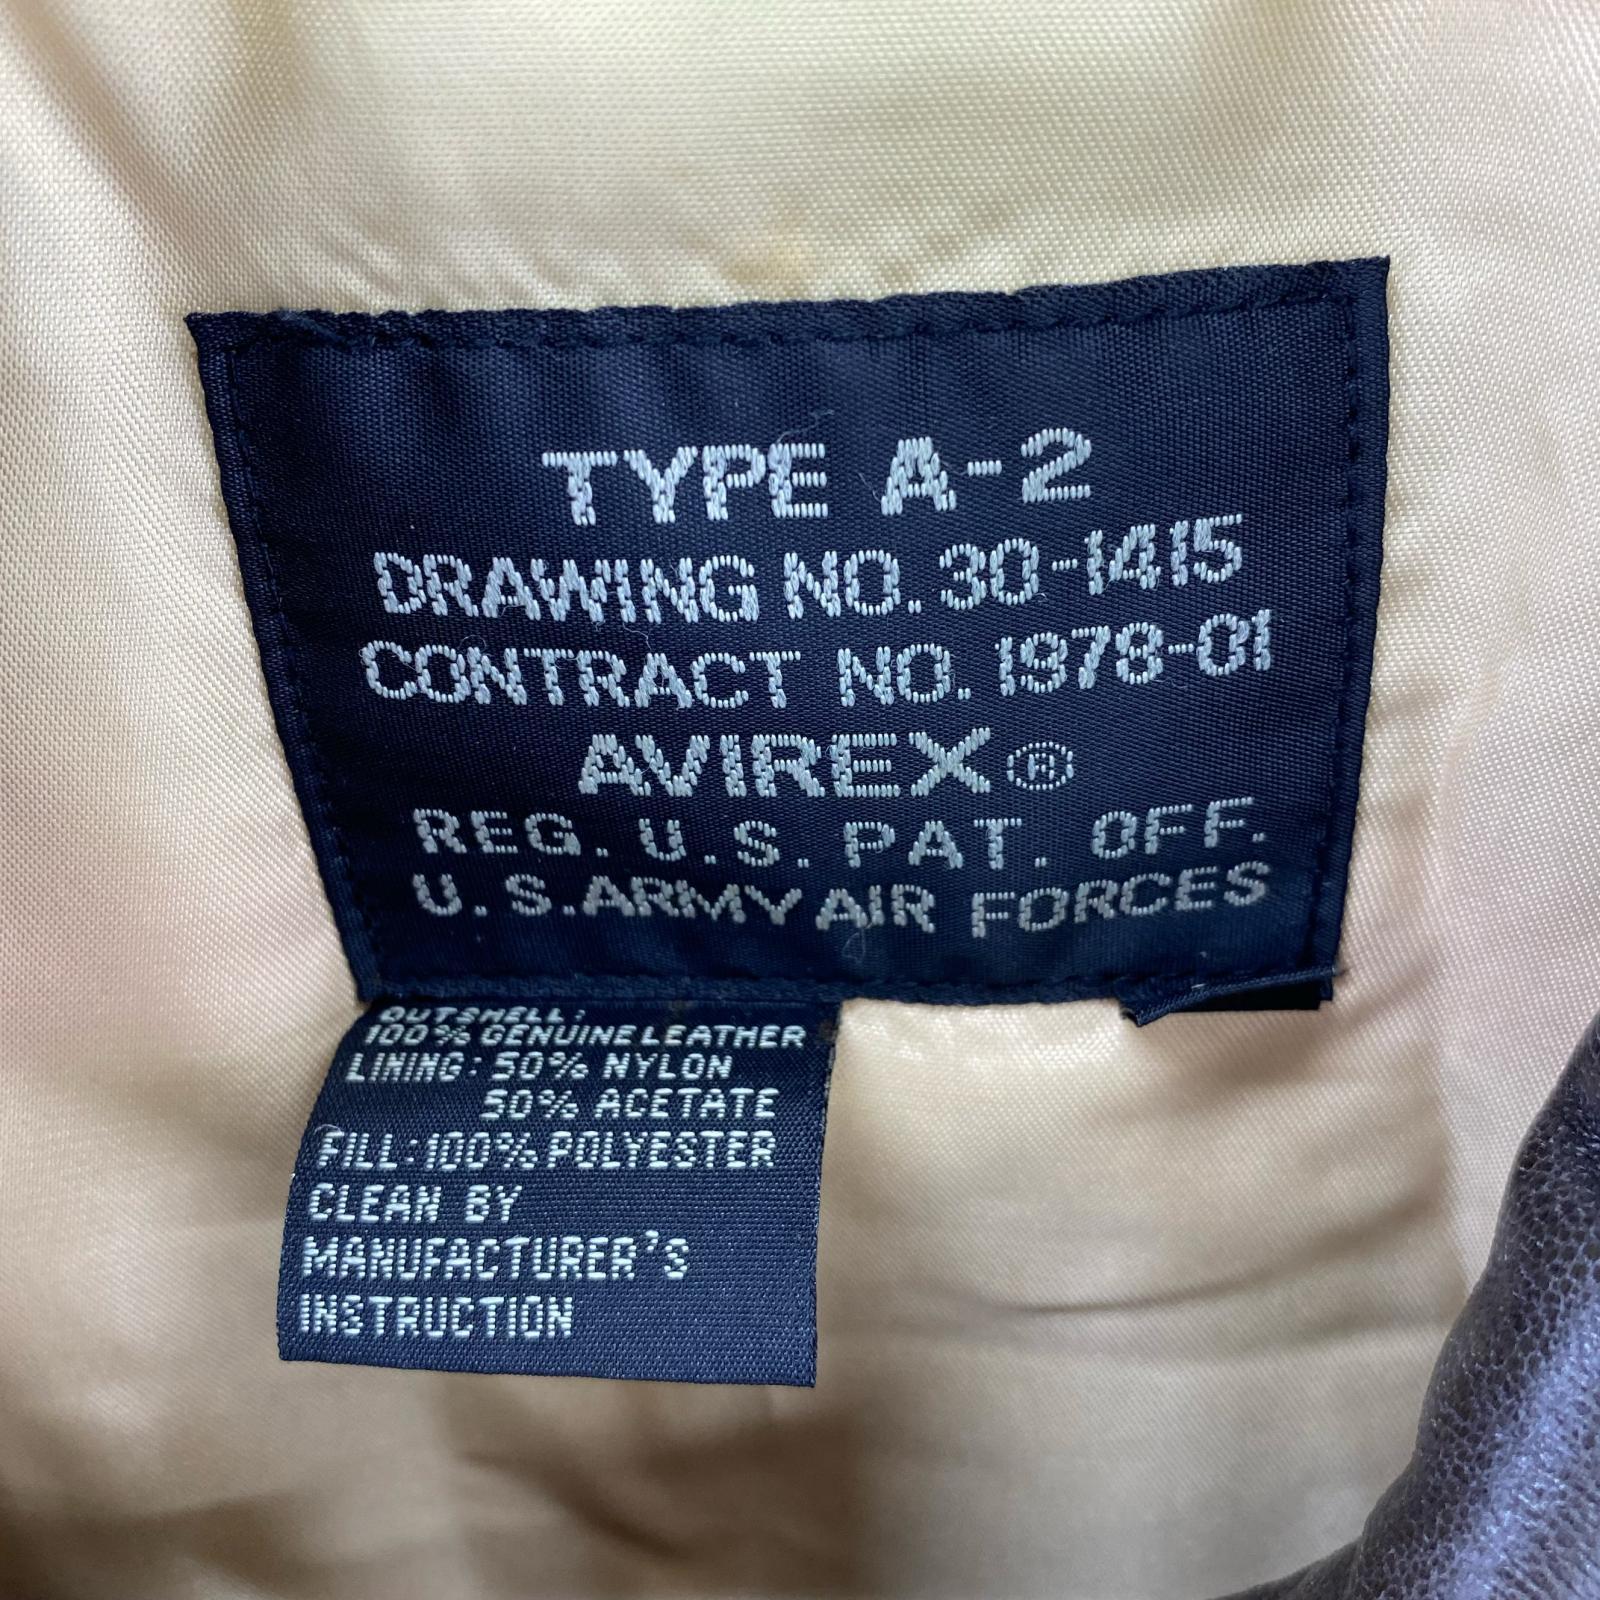 TYPE A-2
DRAWING NO. 30-1415
CONTRACT NO. 1978-01
AVIREX®
REG. U.S. PAT. OFF.
U.S. ARMY AIR FORCES
OUTSHELL:
100% GENUINE LEATHER
LINING: 50% NYLON
50% ACETATE
FILL: 100% POLYESTER
CLEAN BY
MANUFACTURER'S
INSTRUCTION